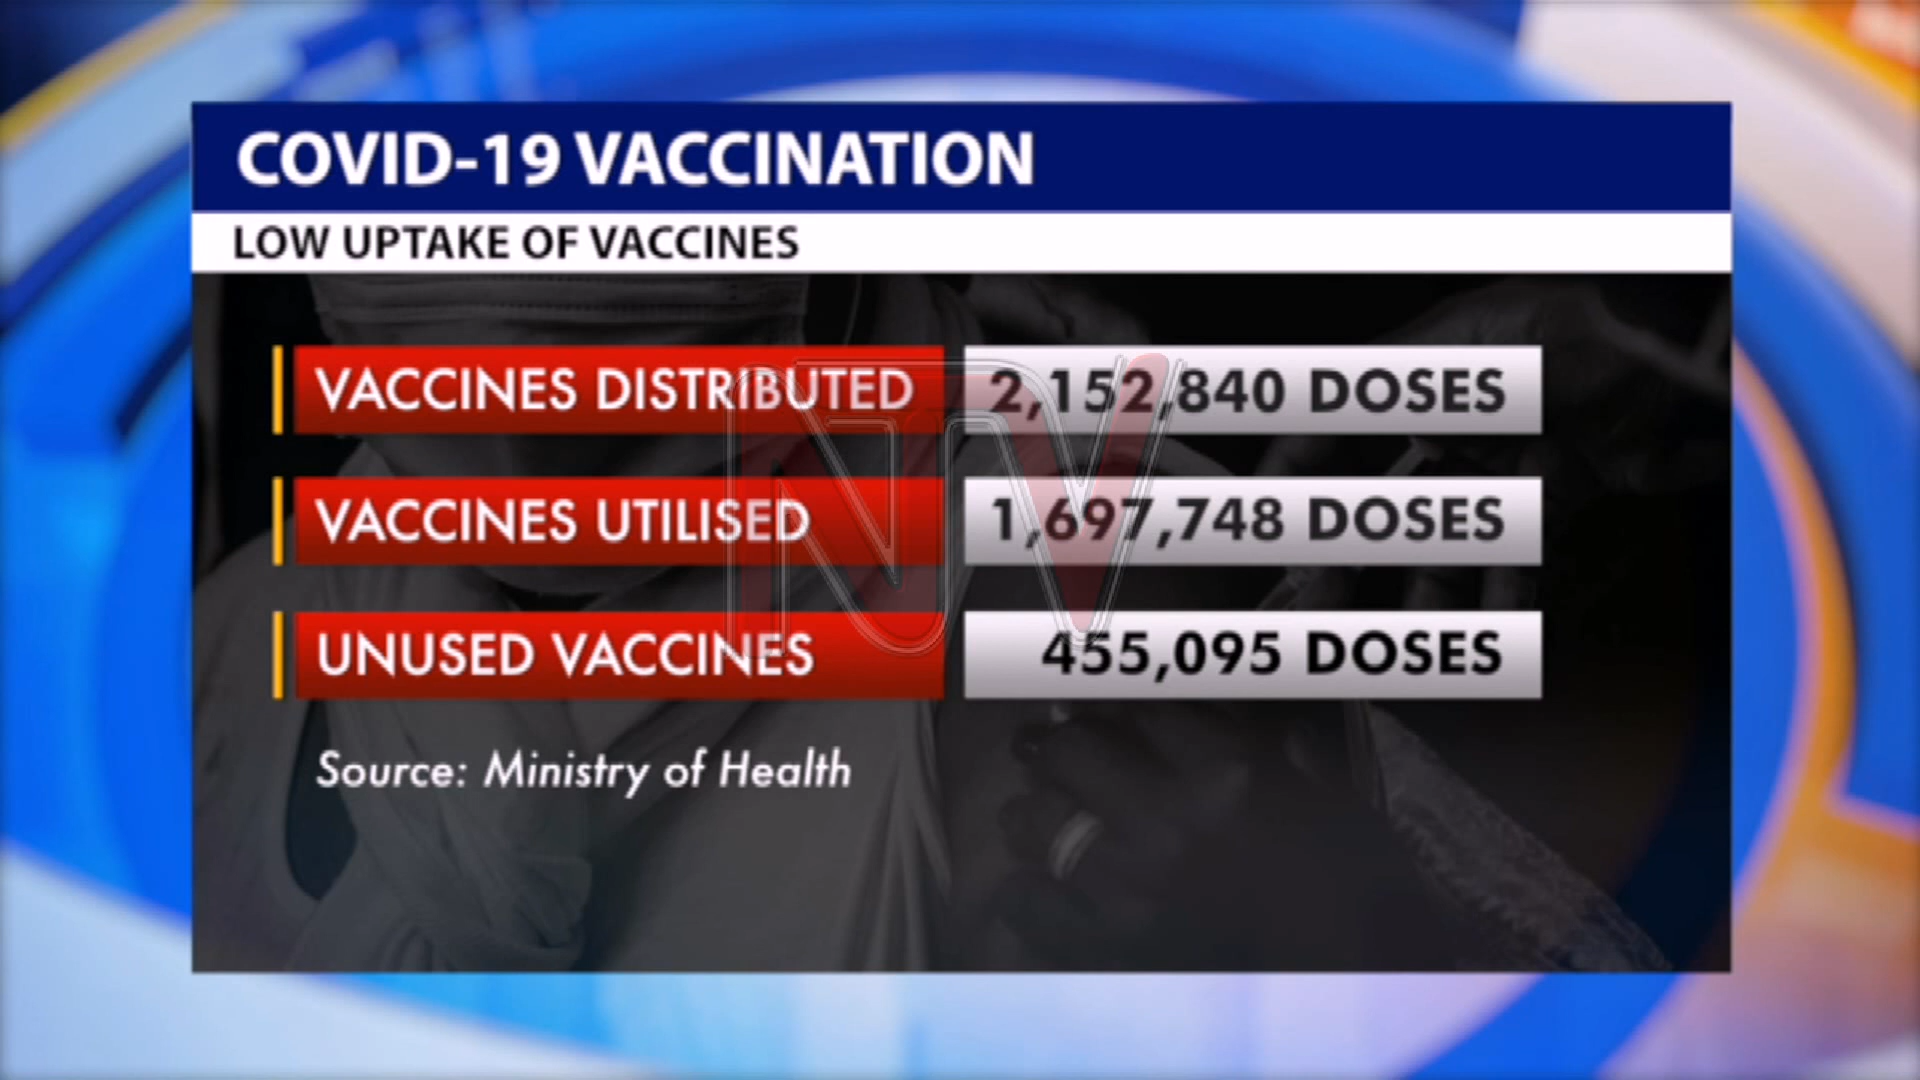 COVID-19 VACCINATION
LOW UPTAKE OF VACCINES
VACCINES DISTRIBUTED 2,152,840 DOSES
VACCINES UTILISED 1,697,748 DOSES
UNUSED VACCINES 455,095 DOSES
NTV
Source: Ministry of Health